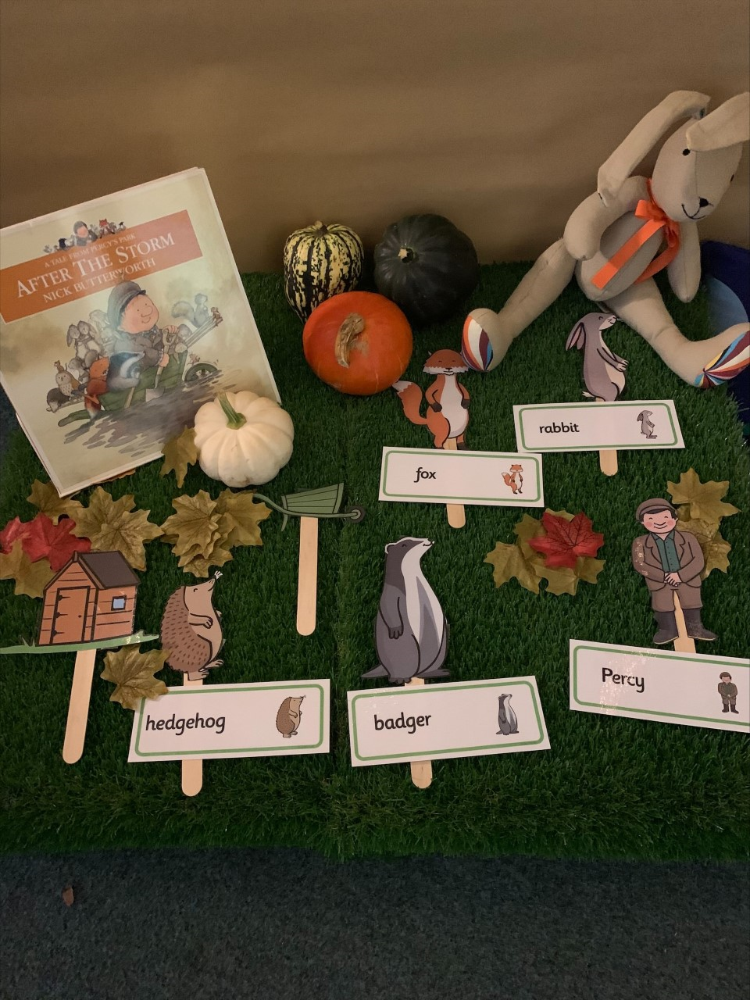 A TALE FROM PERCY'S PARK
AFTER THE STORM
NICK BUTTERWORTH
rabbit
fox
Percy
hedgehog
badger